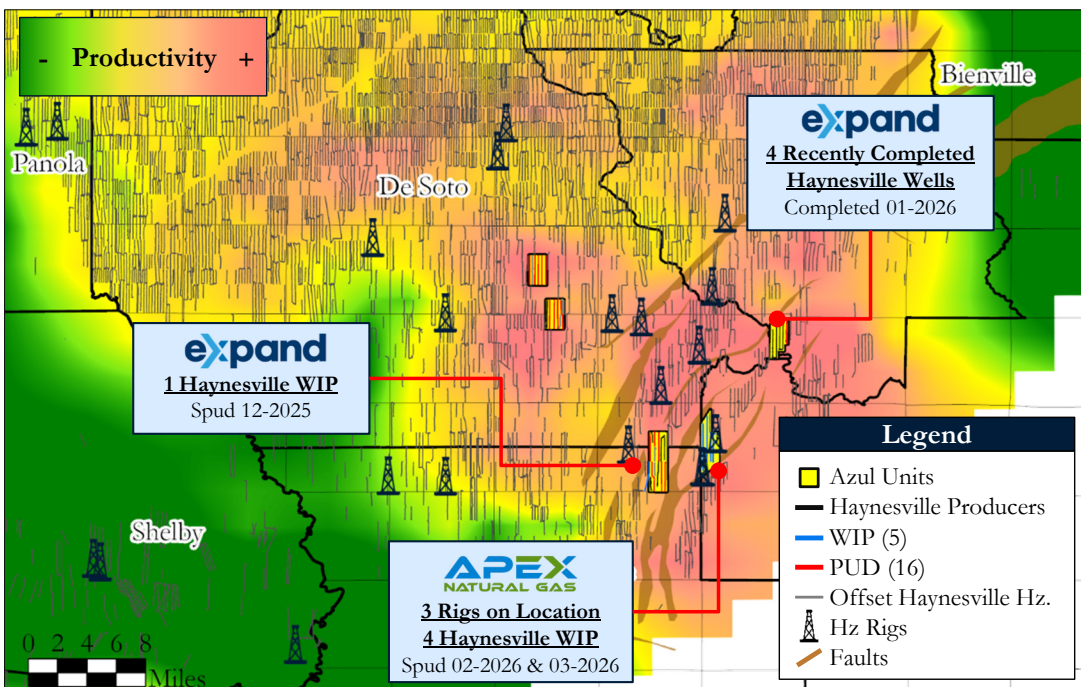 - Productivity +
Bienville
expand
4 Recently Completed
Haynesville Wells
Completed 01-2026
Panola
De Soto
expand
1 Haynesville WIP
Spud 12-2025
Shelby
APEX
NATURAL GAS
3 Rigs on Location
4 Haynesville WIP
Spud 02-2026 & 03-2026
Legend
Azul Units
Haynesville Producers
WIP (5)
PUD (16)
Offset Haynesville Hz.
Hz Rigs
Faults
0 2 4 6 8
Miles